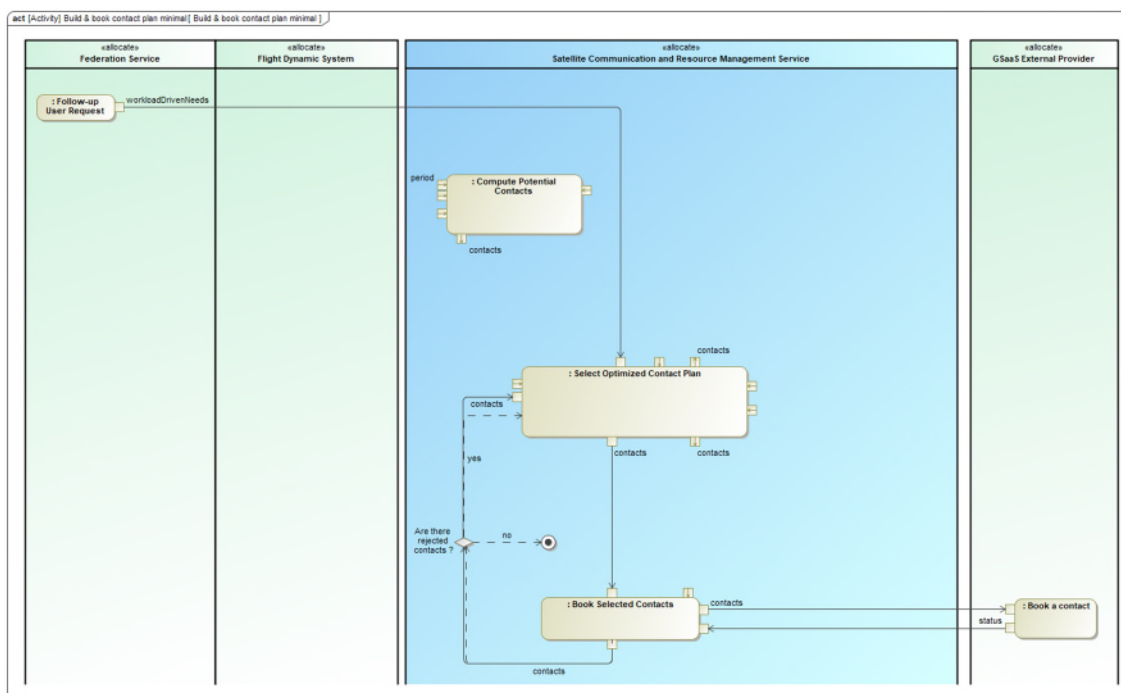 act [Activity] Build & book contact plan minimal[ Build & book contact plan minimal ]
«allocate»
Federation Service
«allocate»
Flight Dynamic System
«allocate»
Satellite Communication and Resource Management Service
«allocate»
GSaaS External Provider
: Follow-up
User Request
workloadDrivenNeeds
period
: Compute Potential
Contacts
contacts
contacts
: Select Optimized Contact Plan
contacts
contacts
contacts
yes
Are there
rejected
contacts ?
no
: Book Selected Contacts
contacts
: Book a contact
status
contacts